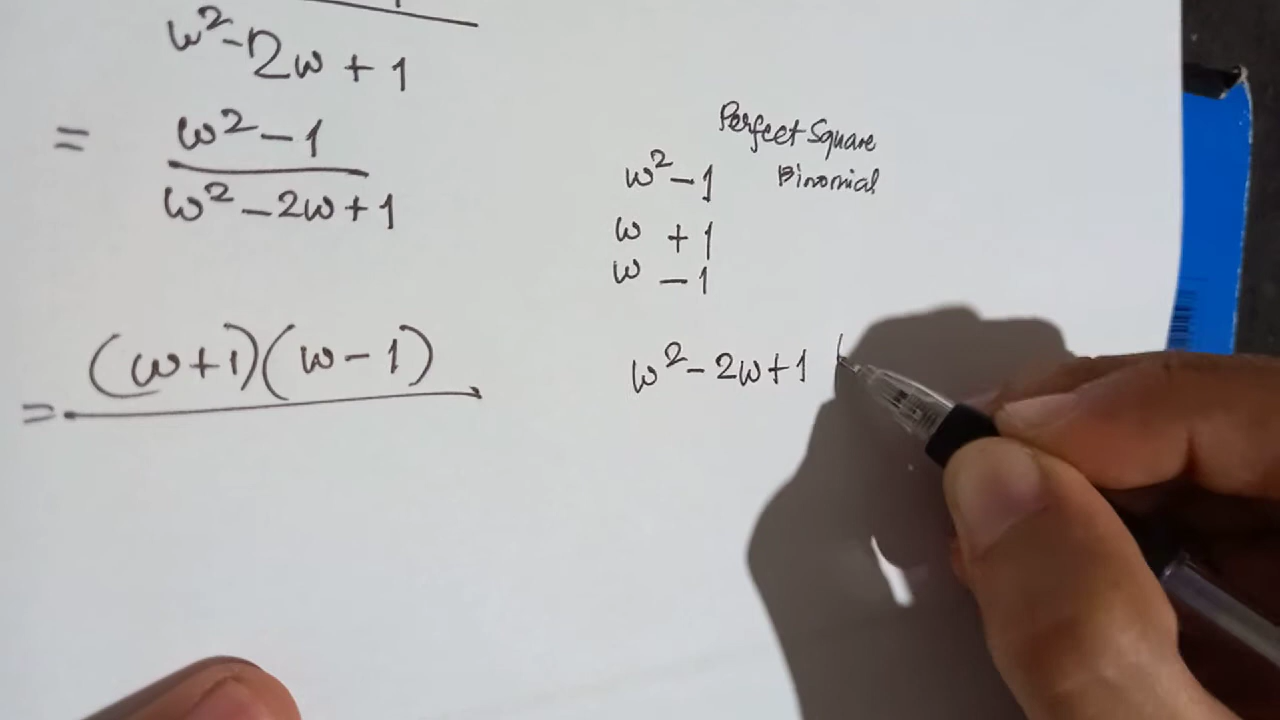 w² - 2w + 1
= w² - 1
w² - 2w + 1
= (w+1)(w-1)
Perfect Square
Binomial
w² - 1
w + 1
w - 1
w² - 2w + 1